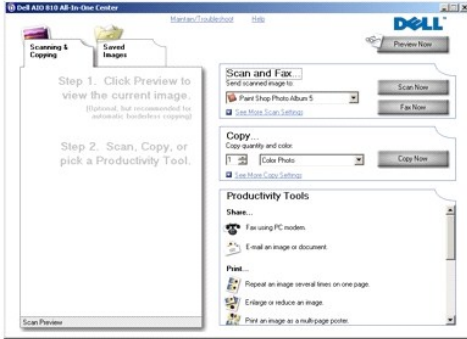 Dell AIO 810 All-In-One Center
Maintain/Troubleshoot Help
DELL
Scanning &
Copying
Saved
Images
Preview Now
Step 1. Click Preview to
view the current image.
(Optional, but recommended for
automatic borderless copying)
Step 2. Scan, Copy, or
pick a Productivity Tool.
Scan Preview
Scan and Fax...
Send scanned image to:
Paint Shop Photo Album 5
See More Scan Settings
Scan Now
Fax Now
Copy...
Copy quantity and color.
1
Color Photo
See More Copy Settings
Copy Now
Productivity Tools
Share...
Fax using PC modem.
E-mail an image or document.
Print...
Repeat an image several times on one page.
Enlarge or reduce an image.
Print an image as a multi-page poster.